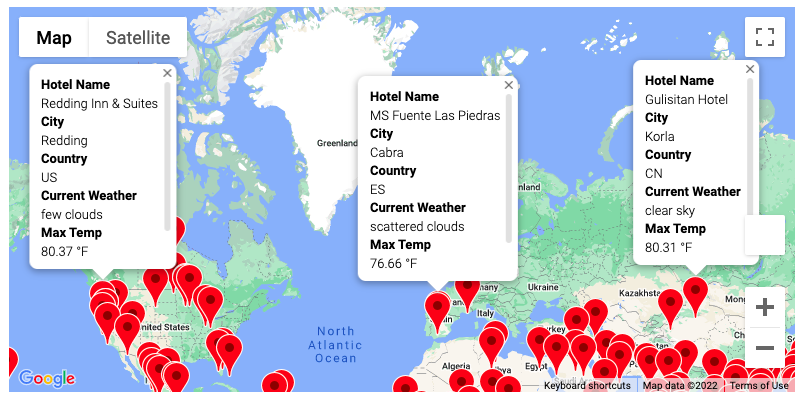 Map Satellite
Hotel Name
Redding Inn & Suites
City
Redding
Country
US
Current Weather
few clouds
Max Temp
80.37 °F
Hotel Name
MS Fuente Las Piedras
City
Cabra
Country
ES
Current Weather
scattered clouds
Max Temp
76.66 °F
Hotel Name
Gulisitan Hotel
City
Korla
Country
CN
Current Weather
clear sky
Max Temp
80.31 °F
Greenland
Ukraine
Kazakhstan
Italy
United States
North
Atlantic
Ocean
Algeria
Egypt
Google
Keyboard shortcuts Map data ©2022 Terms of Use